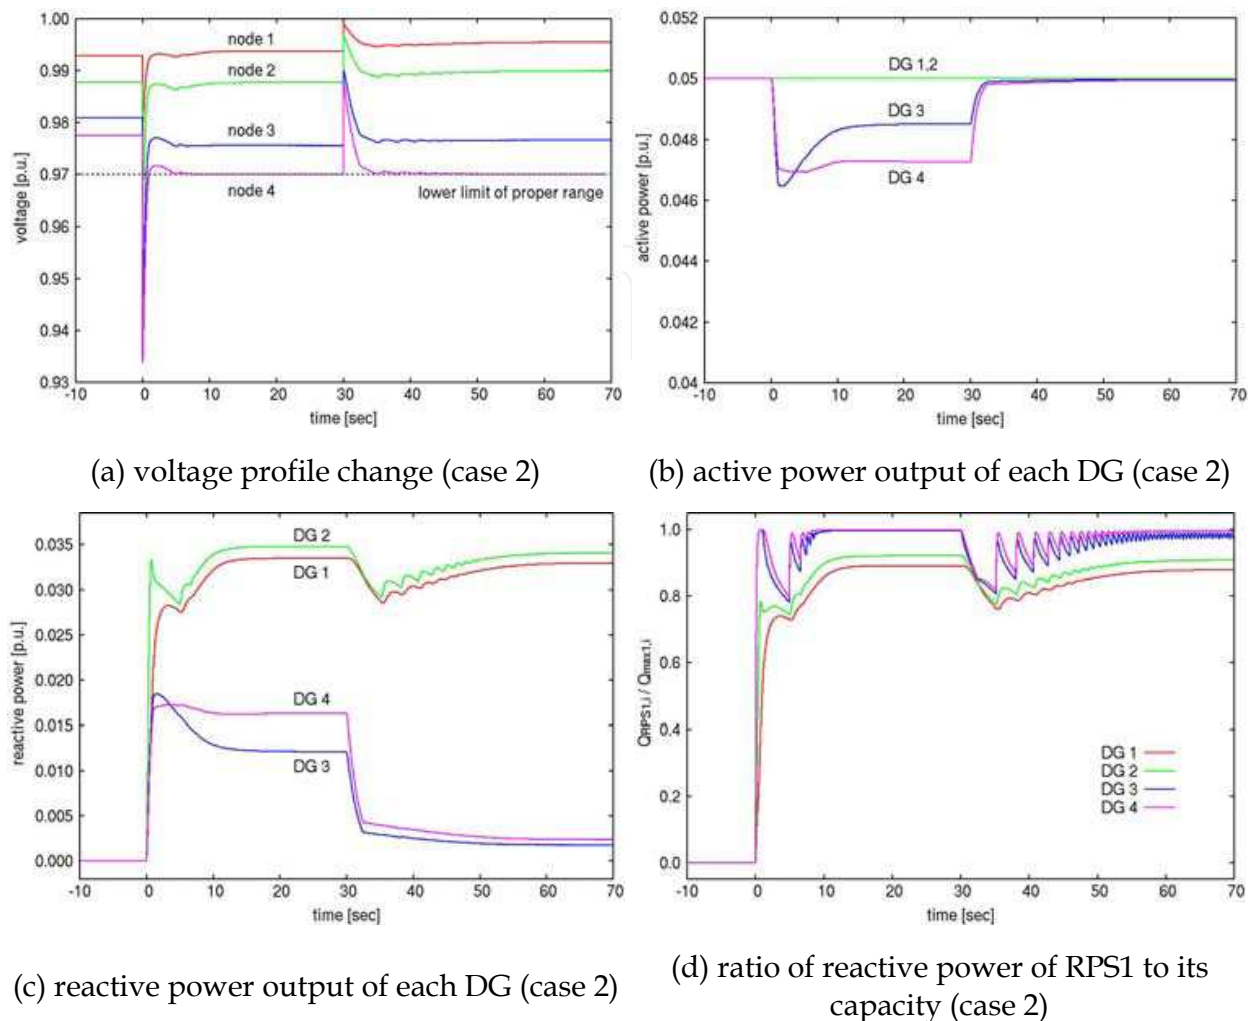 1.00
0.99
0.98
0.97
0.96
0.95
0.94
0.93
voltage [p.u.]
node 1
node 2
node 3
node 4
lower limit of proper range
-10 0 10 20 30 40 50 60 70
time [sec]
(a) voltage profile change (case 2)
0.052
0.05
0.048
0.046
0.044
0.042
0.04
active power [p.u.]
DG 1,2
DG 3
DG 4
-10 0 10 20 30 40 50 60 70
time [sec]
(b) active power output of each DG (case 2)
0.035
0.030
0.025
0.020
0.015
0.010
0.005
0.000
reactive power [p.u.]
DG 2
DG 1
DG 4
DG 3
-10 0 10 20 30 40 50 60 70
time [sec]
(c) reactive power output of each DG (case 2)
1.0
0.8
0.6
0.4
0.2
0.0
QRPS1,i / Qmax1,i
DG 1
DG 2
DG 3
DG 4
-10 0 10 20 30 40 50 60 70
time [sec]
(d) ratio of reactive power of RPS1 to its
capacity (case 2)